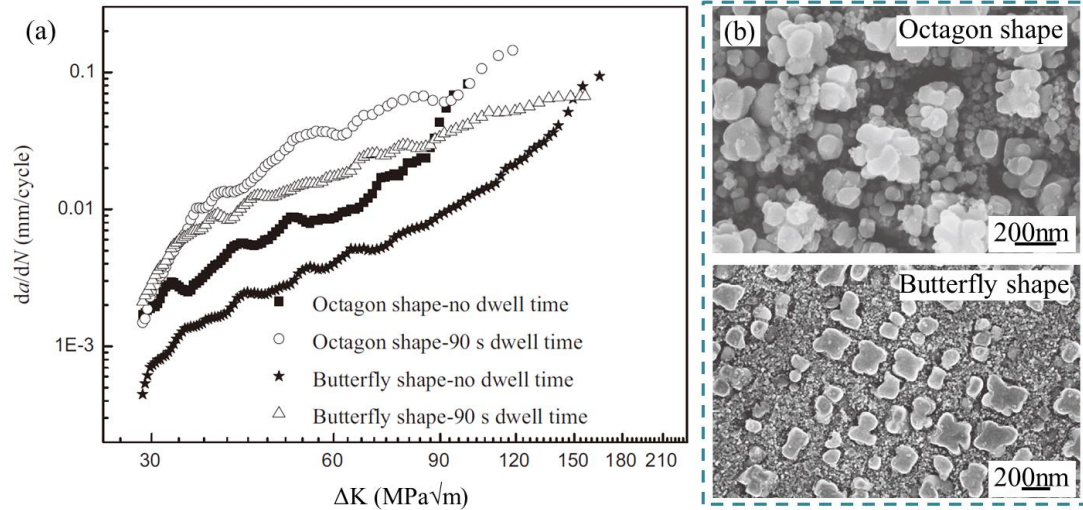 (a)
da/dN (mm/cycle)
0.1
0.01
1E-3
Octagon shape-no dwell time
Octagon shape-90 s dwell time
Butterfly shape-no dwell time
Butterfly shape-90 s dwell time
30 60 90 120 150 180 210
ΔK (MPa√m)
(b)
Octagon shape
200nm
Butterfly shape
200nm